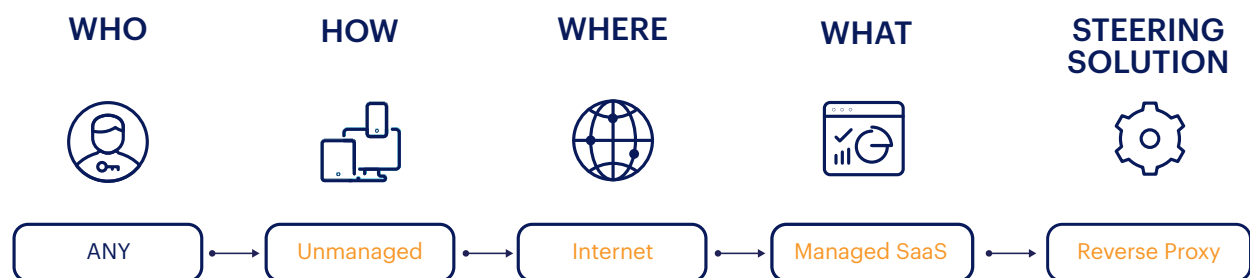 WHO
HOW
WHERE
WHAT
STEERING
SOLUTION
ANY
Unmanaged
Internet
Managed SaaS
Reverse Proxy